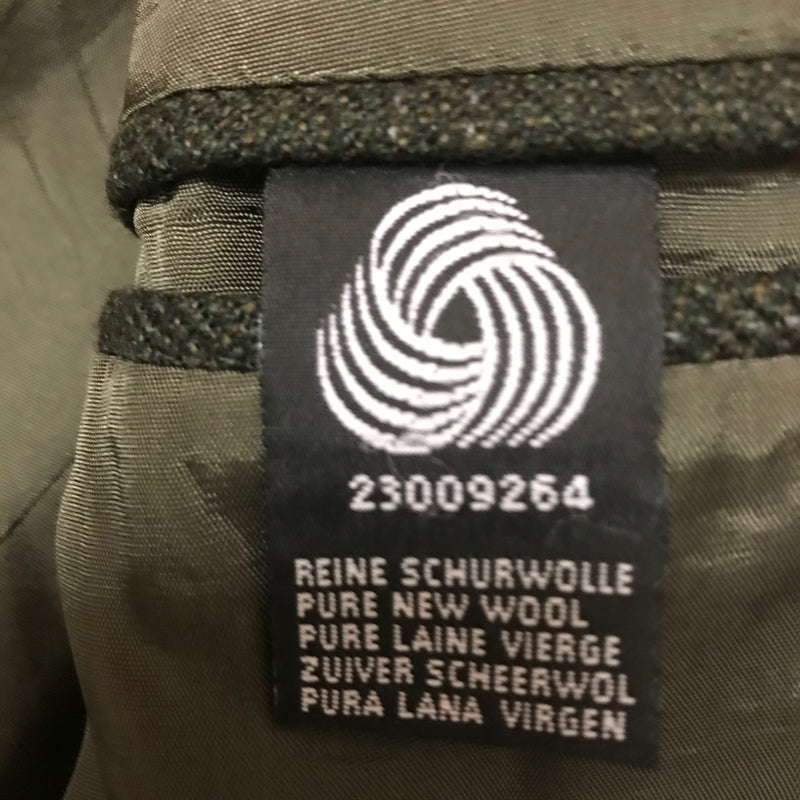 23009264
REINE SCHURWOLLE
PURE NEW WOOL
PURE LAINE VIERGE
ZUIVER SCHEERWOL
PURA LANA VIRGEN